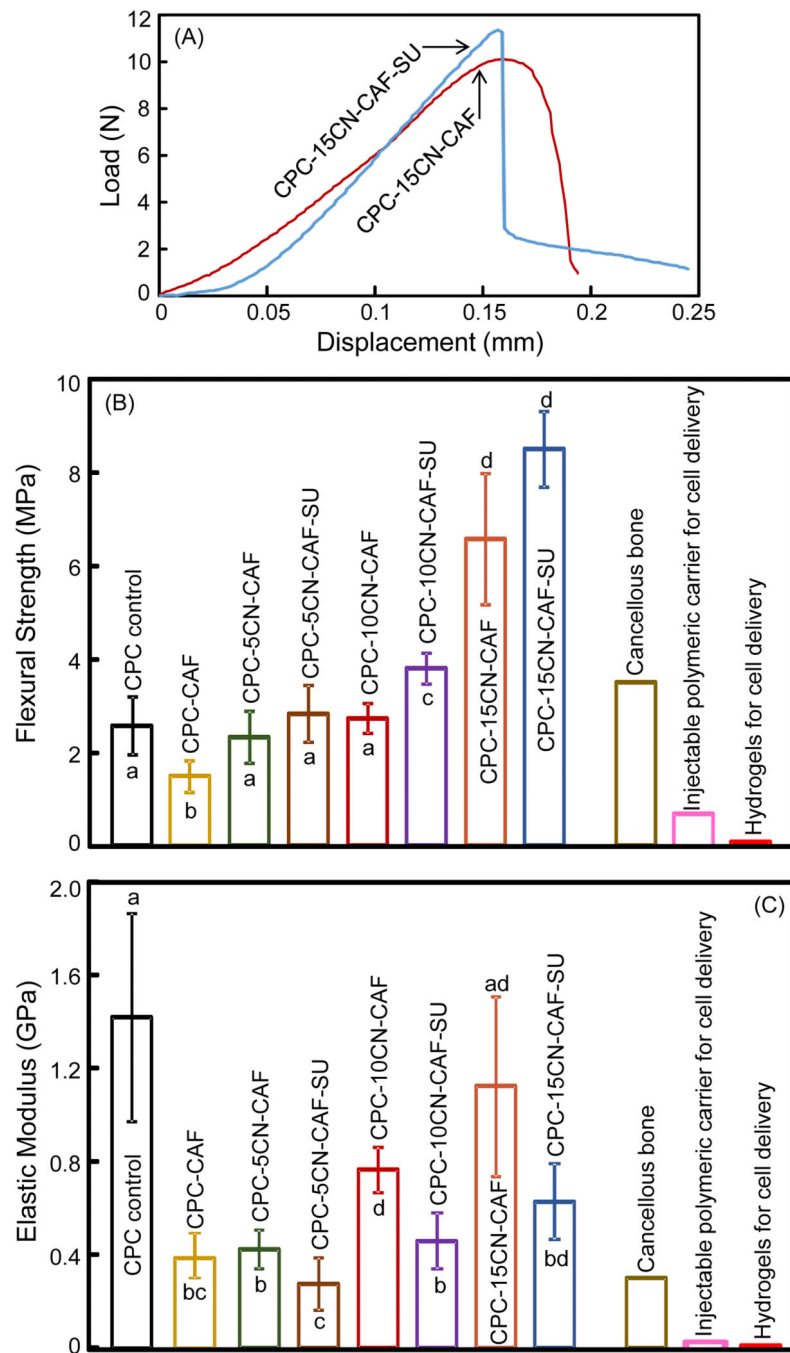 (A)
12
10
8
6
4
2
0
Load (N)
CPC-15CN-CAF-SU
CPC-15CN-CAF
0 0.05 0.1 0.15 0.2 0.25
Displacement (mm)
(B)
10
8
6
4
2
0
Flexural Strength (MPa)
CPC control
a
CPC-CAF
b
CPC-5CN-CAF
a
CPC-5CN-CAF-SU
a
CPC-10CN-CAF
a
CPC-10CN-CAF-SU
c
d
CPC-15CN-CAF
d
CPC-15CN-CAF-SU
Cancellous bone
Injectable polymeric carrier for cell delivery
Hydrogels for cell delivery
(C)
2.0
1.6
1.2
0.8
0.4
0
Elastic Modulus (GPa)
a
CPC control
CPC-CAF
bc
CPC-5CN-CAF
b
CPC-5CN-CAF-SU
c
CPC-10CN-CAF
d
CPC-10CN-CAF-SU
b
ad
CPC-15CN-CAF
CPC-15CN-CAF-SU
bd
Cancellous bone
Injectable polymeric carrier for cell delivery
Hydrogels for cell delivery